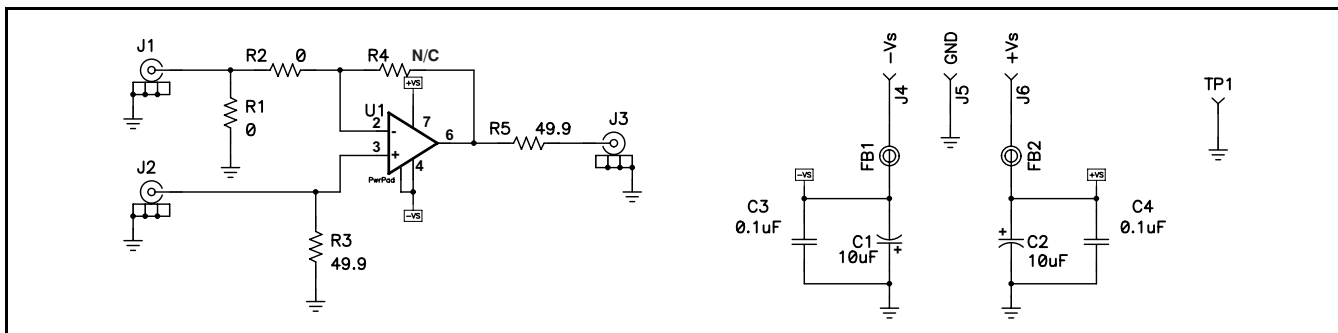 J1
R2 0
R4 N/C
+VS
R1
0
U1
2 -
3 +
7
6
4
PwrPad
-VS
R5 49.9
J3
J2
R3
49.9
-Vs
GND
+Vs
J4
J5
J6
FB1
FB2
TP1
-VS
+VS
C3
0.1uF
C1
10uF
+
+
C2
10uF
C4
0.1uF